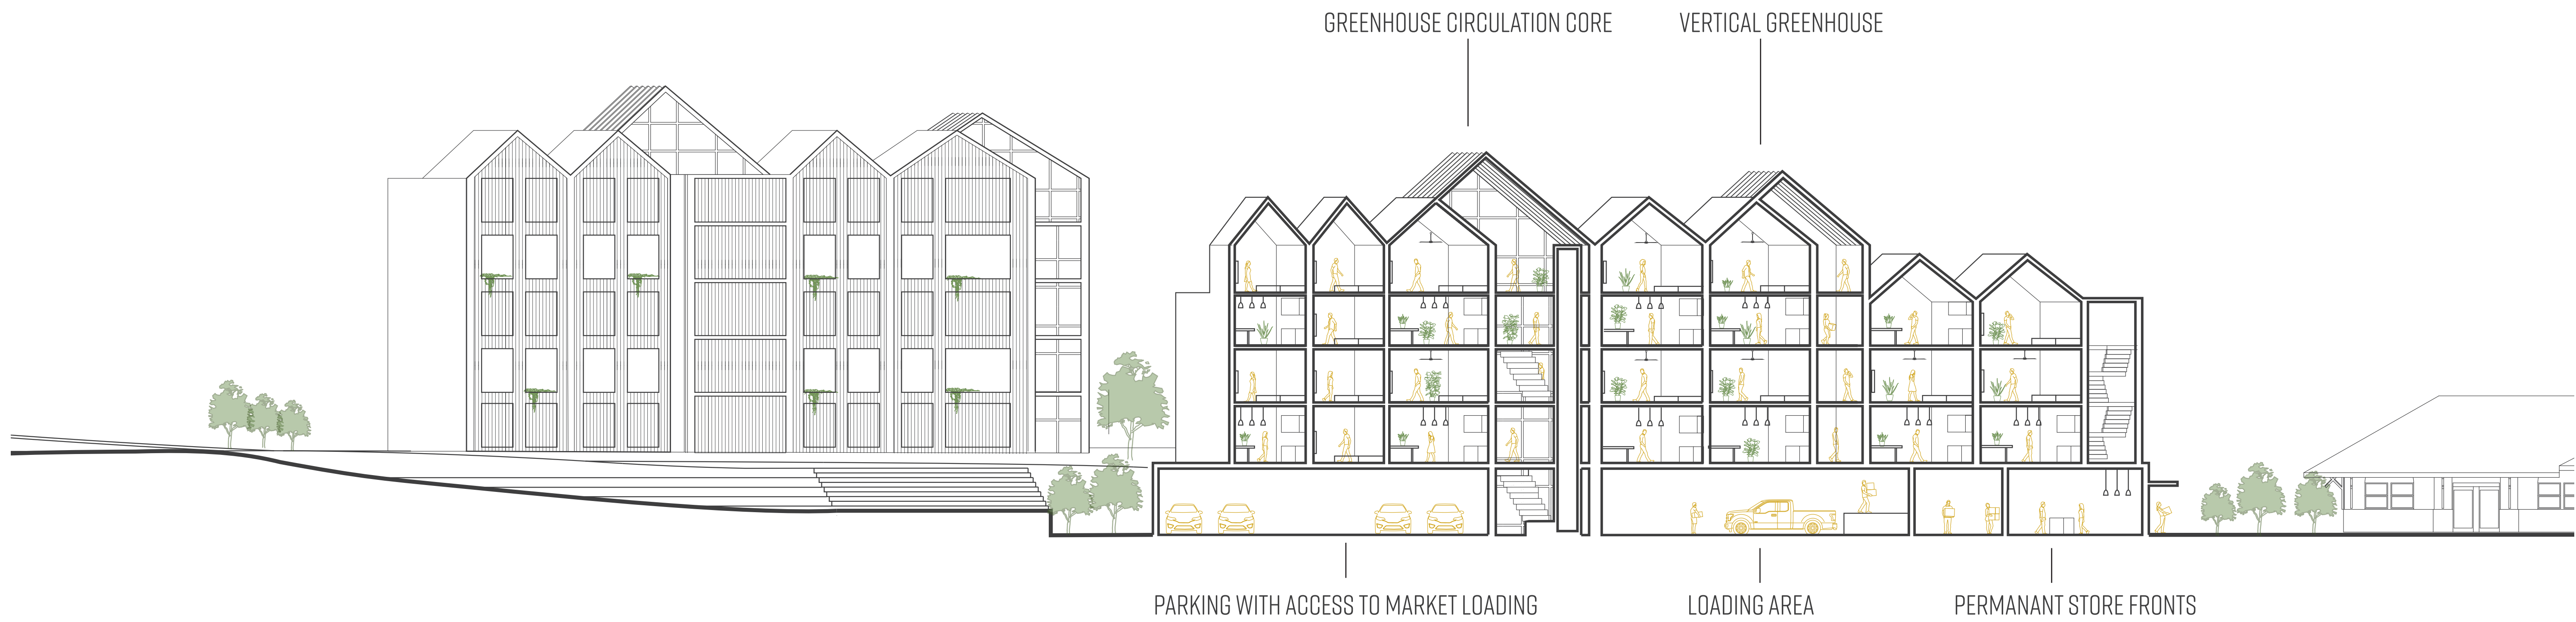 GREENHOUSE CIRCULATION CORE
VERTICAL GREENHOUSE
PARKING WITH ACCESS TO MARKET LOADING
LOADING AREA
PERMANANT STORE FRONTS